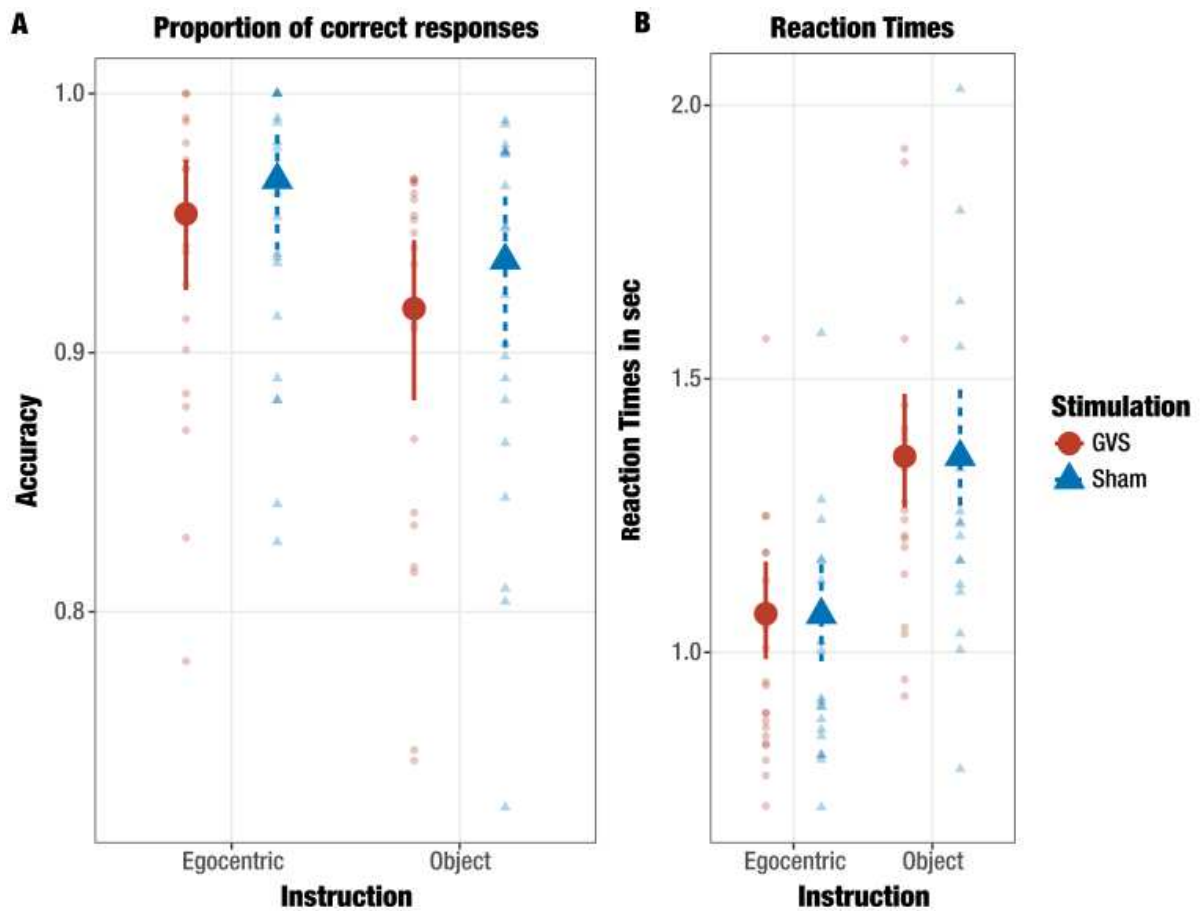 A
Proportion of correct responses
1.0
0.9
0.8
Accuracy
Egocentric
Object
Instruction
B
Reaction Times
2.0
1.5
1.0
Reaction Times in sec
Egocentric
Object
Instruction
Stimulation
GVS
Sham